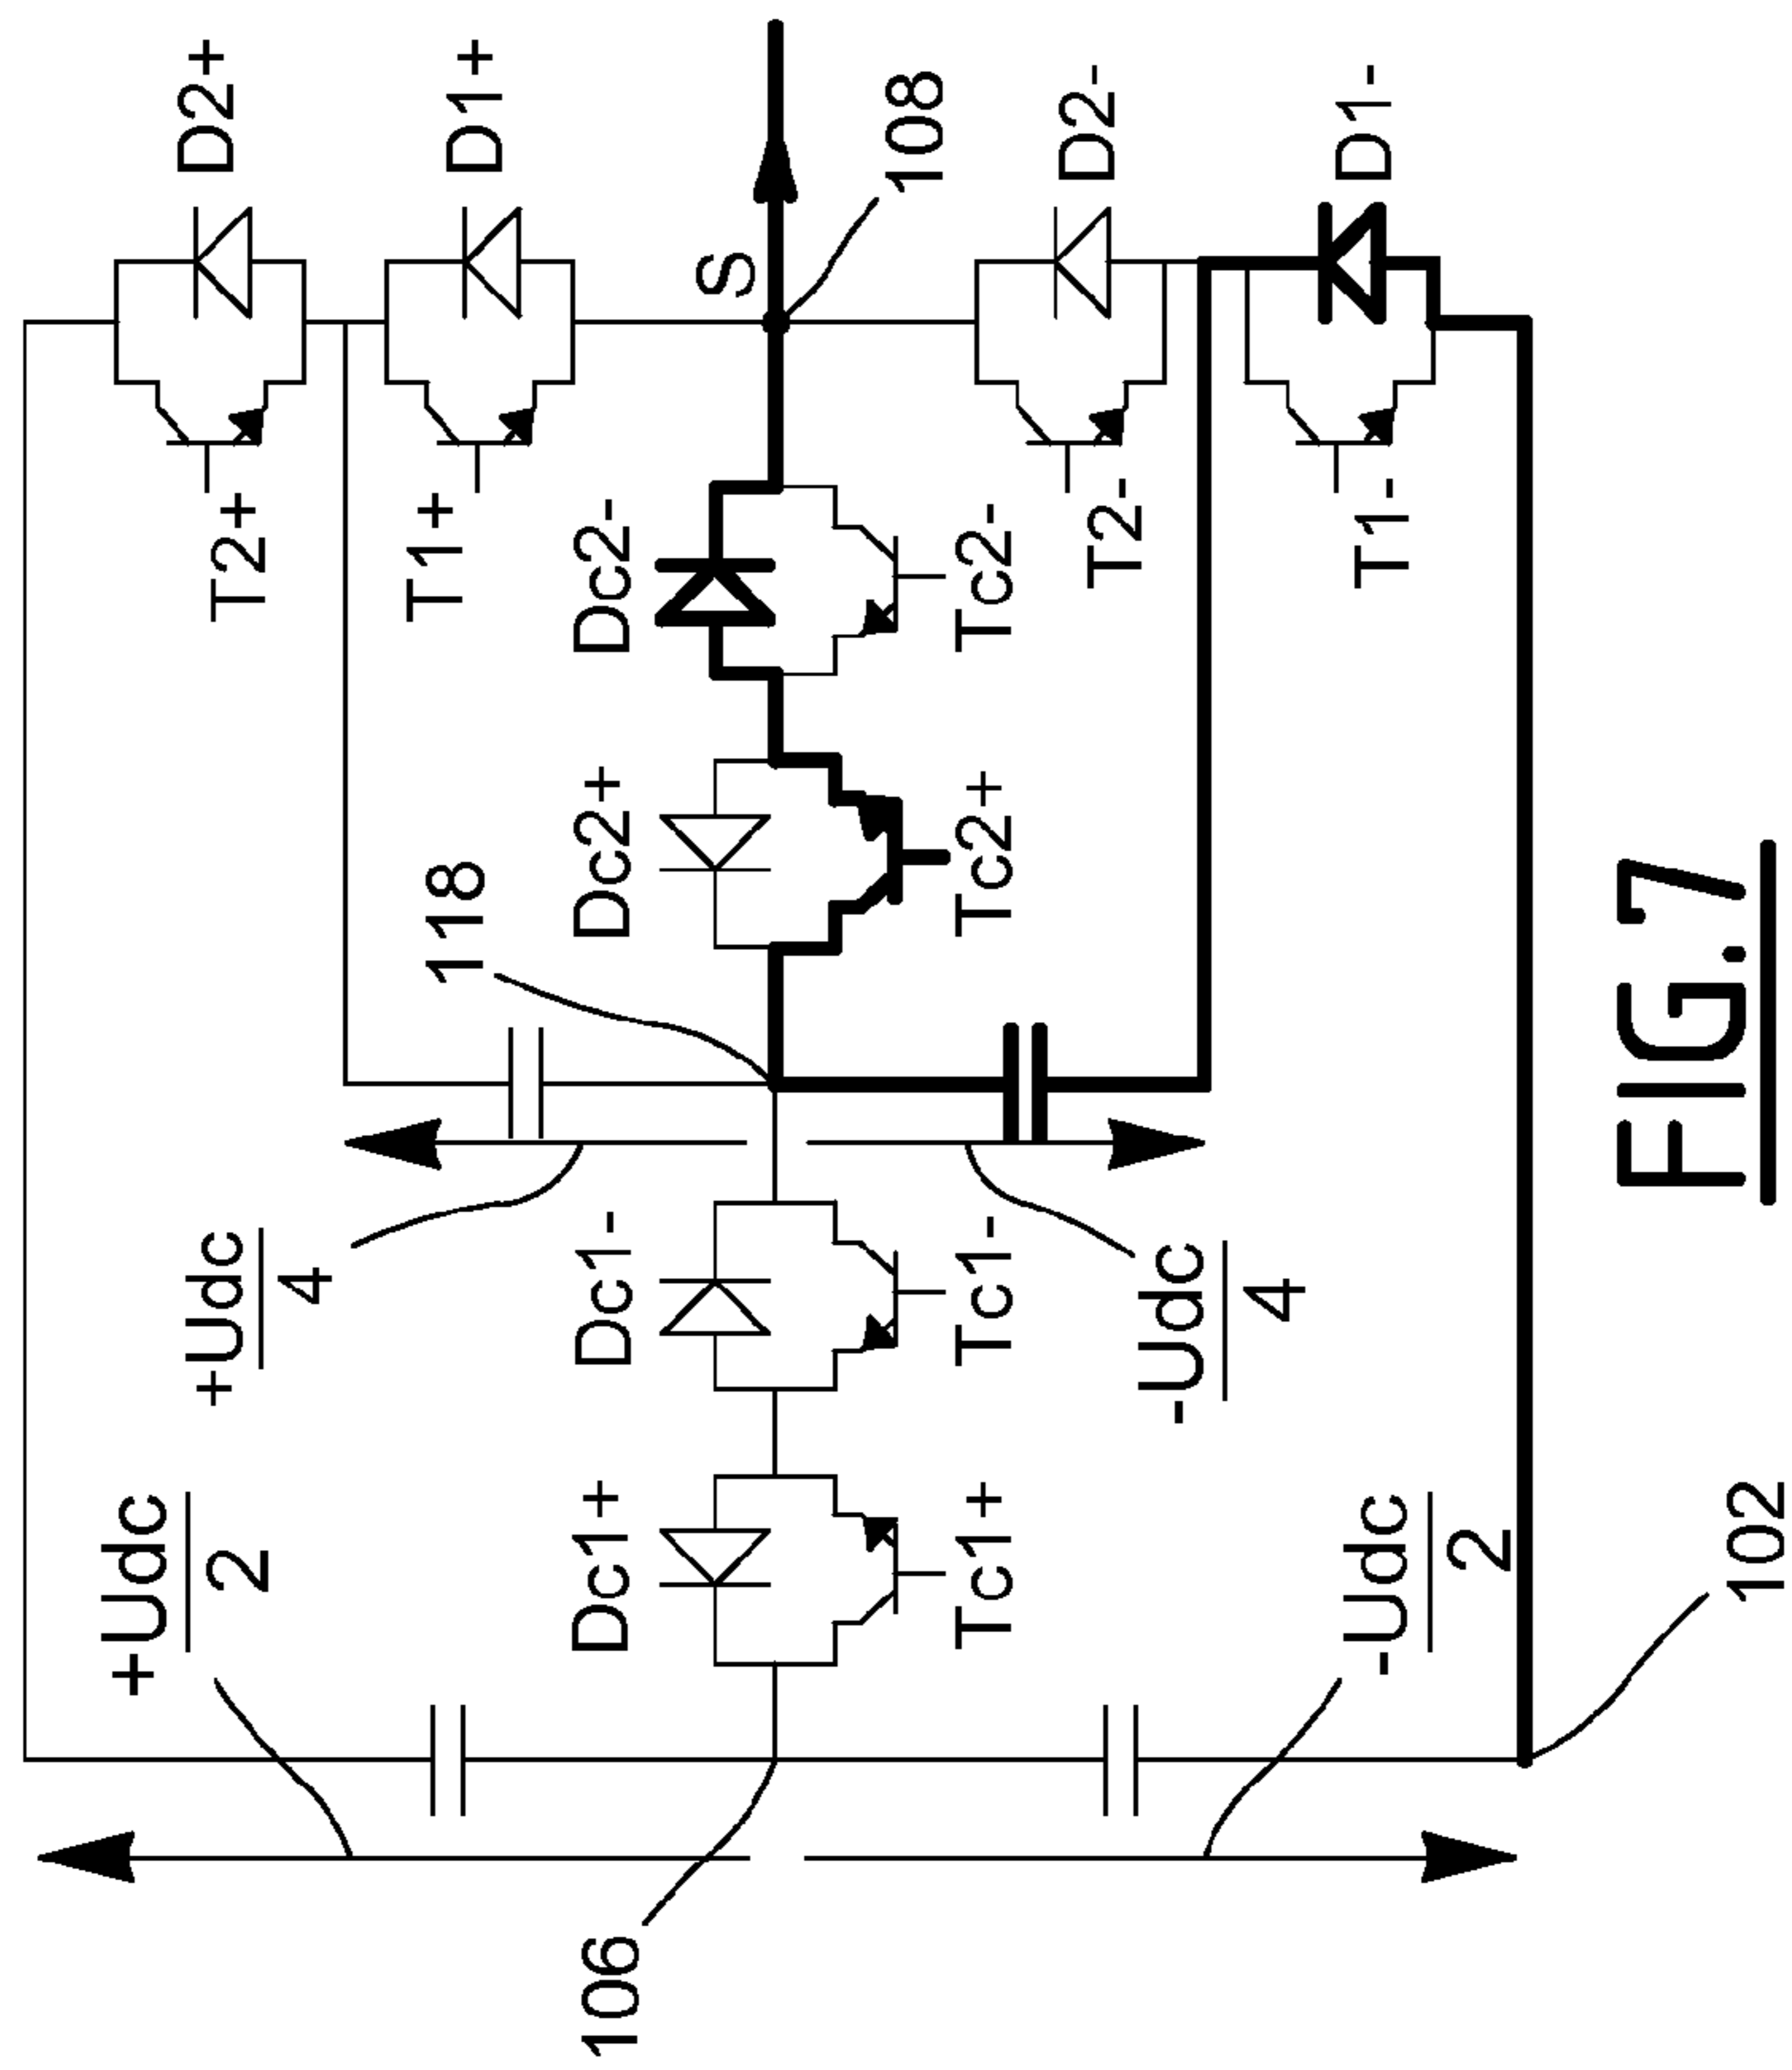 D2+
D1+
108
D2-
D1-
S
T2+
T1+
Dc2-
Tc2-
T2-
T1-
118
Dc2+
Tc2+
+Udc
4
Dc1-
Tc1-
-Udc
4
+Udc
2
Dc1+
Tc1+
-Udc
2
102
106
FIG.7